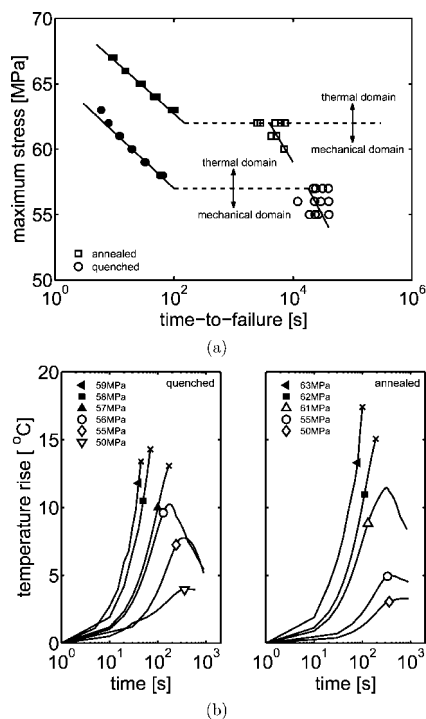 70
65
60
55
50
maximum stress [MPa]
thermal domain
mechanical domain
thermal domain
mechanical domain
annealed
quenched
10^0
10^2
10^4
10^6
time-to-failure [s]
(a)
20
15
10
5
0
temperature rise [ °C]
59MPa
58MPa
57MPa
56MPa
55MPa
50MPa
quenched
10^0
10^1
10^2
10^3
time [s]
63MPa
62MPa
61MPa
55MPa
50MPa
annealed
10^0
10^1
10^2
10^3
time [s]
(b)